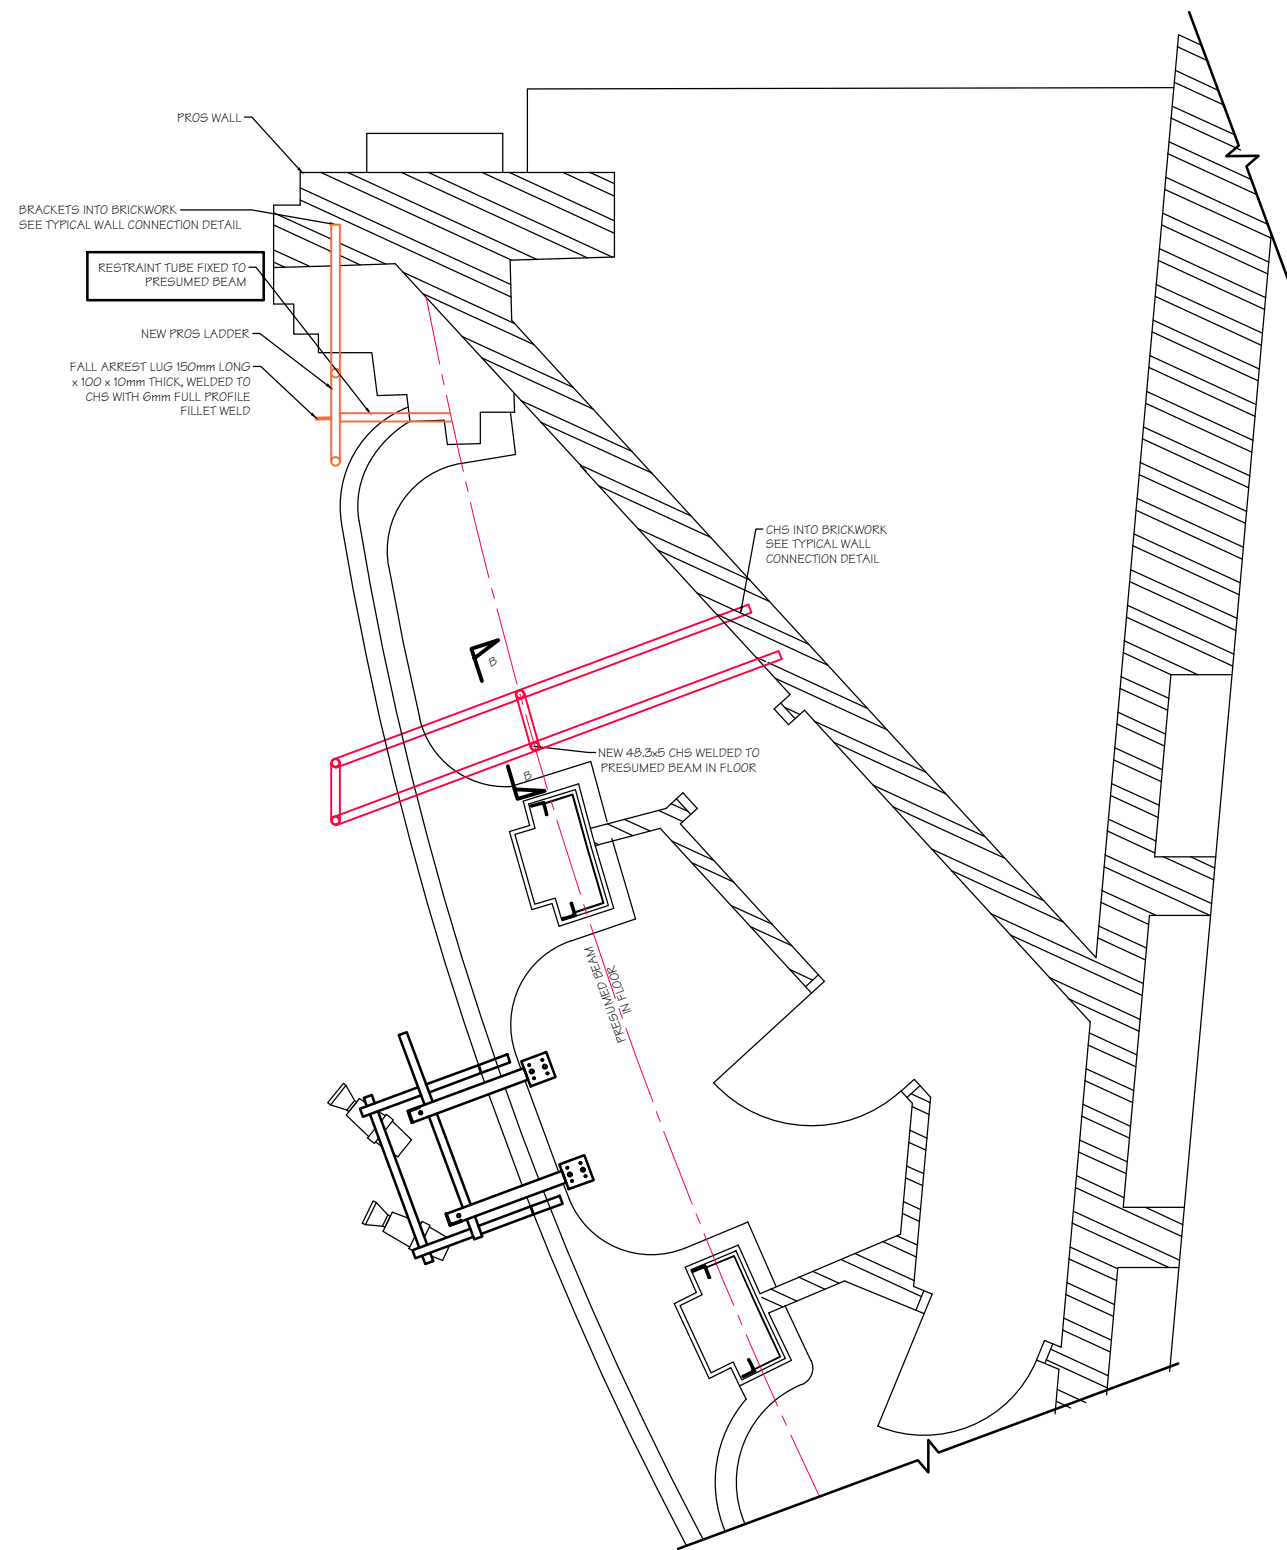 PROS WALL
BRACKETS INTO BRICKWORK
SEE TYPICAL WALL CONNECTION DETAIL
RESTRAINT TUBE FIXED TO
PRESUMED BEAM
NEW PROS LADDER
FALL ARREST LUG 150mm LONG
x 100 x 10mm THICK, WELDED TO
CHS WITH 6mm FULL PROFILE
FILLET WELD
CHS INTO BRICKWORK
SEE TYPICAL WALL
CONNECTION DETAIL
B
NEW 48.3x5 CHS WELDED TO
PRESUMED BEAM IN FLOOR
B
PRESUMED BEAM
IN FLOOR